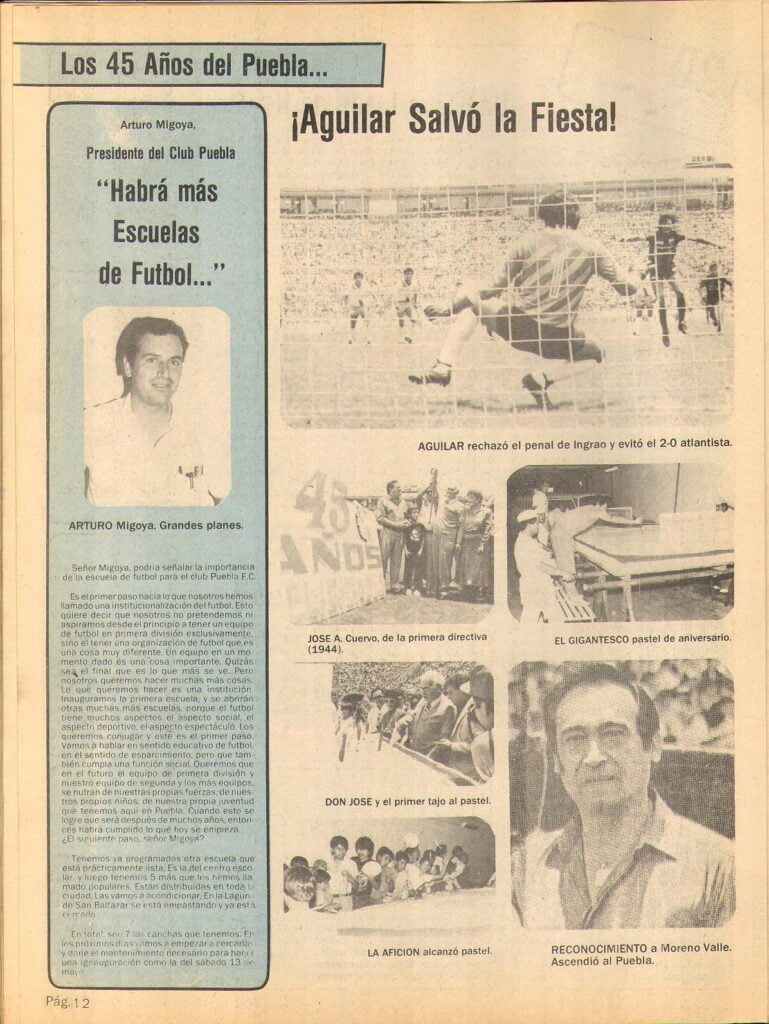 Los 45 Años del Puebla...
Arturo Migoya,
Presidente del Club Puebla
“Habrá más
Escuelas
de Futbol...”
ARTURO Migoya. Grandes planes.
Señor Migoya, podría señalar la importancia
de la escuela de futbol para el club Puebla F.C.
Es el primer paso hacia lo que nosotros hemos
llamado una institucionalización del futbol. Esto
quiere decir que nosotros no pretendemos ni
aspiramos desde el principio a tener un equipo
de futbol en primera división exclusivamente,
sino el tener una organización de futbol que es
una cosa muy diferente. Un equipo en un mo-
mento dado es una cosa importante. Quizás
sea el final que es lo que más se ve. Pero
nosotros queremos hacer muchas más cosas.
Lo que queremos hacer es una institución.
Inauguramos la primera escuela, y se abrirán
otras muchas más escuelas, porque el futbol
tiene muchos aspectos el aspecto social, el
aspecto deportivo, el aspecto espectáculo. Los
queremos conjugar y esté es el primer paso.
Vamos a hablar en sentido educativo de futbol,
en el sentido de esparcimiento, pero que tam-
bién cumpla una función social. Queremos que
en el futuro el equipo de primera división y
nuestro equipo de segunda y los más equipos,
se nutran de nuestras propias fuerzas, de nues-
tros propios niños, de nuestra propia juventud
que tenemos aquí en Puebla. Cuando esto se
logre que será después de muchos años, enton-
ces habrá cumplido lo que hoy se empieza.
¿El siguiente paso, señor Migoya?
Tenemos ya programadas otra escuela que
está prácticamente lista. Es la del centro esco-
lar, y luego tenemos 5 más que les hemos lla-
mado populares. Están distribuidas en toda la
ciudad. Las vamos a acondicionar. En la Laguna
de San Baltazar se está empastando y ya está
cercada.
En total, son 7 las canchas que tenemos. En
los próximos días vamos a empezar a cercarlas
y darle el mantenimiento necesario para hacer
una ignauguración como la del sábado 13 de
mayo.
¡Aguilar Salvó la Fiesta!
AGUILAR rechazó el penal de Ingrao y evitó el 2-0 atlantista.
45
AÑOS
JOSE A. Cuervo, de la primera directiva
(1944).
EL GIGANTESCO pastel de aniversario.
DON JOSE y el primer tajo al pastel.
LA AFICION alcanzó pastel.
RECONOCIMIENTO a Moreno Valle.
Ascendió al Puebla.
Pág. 12